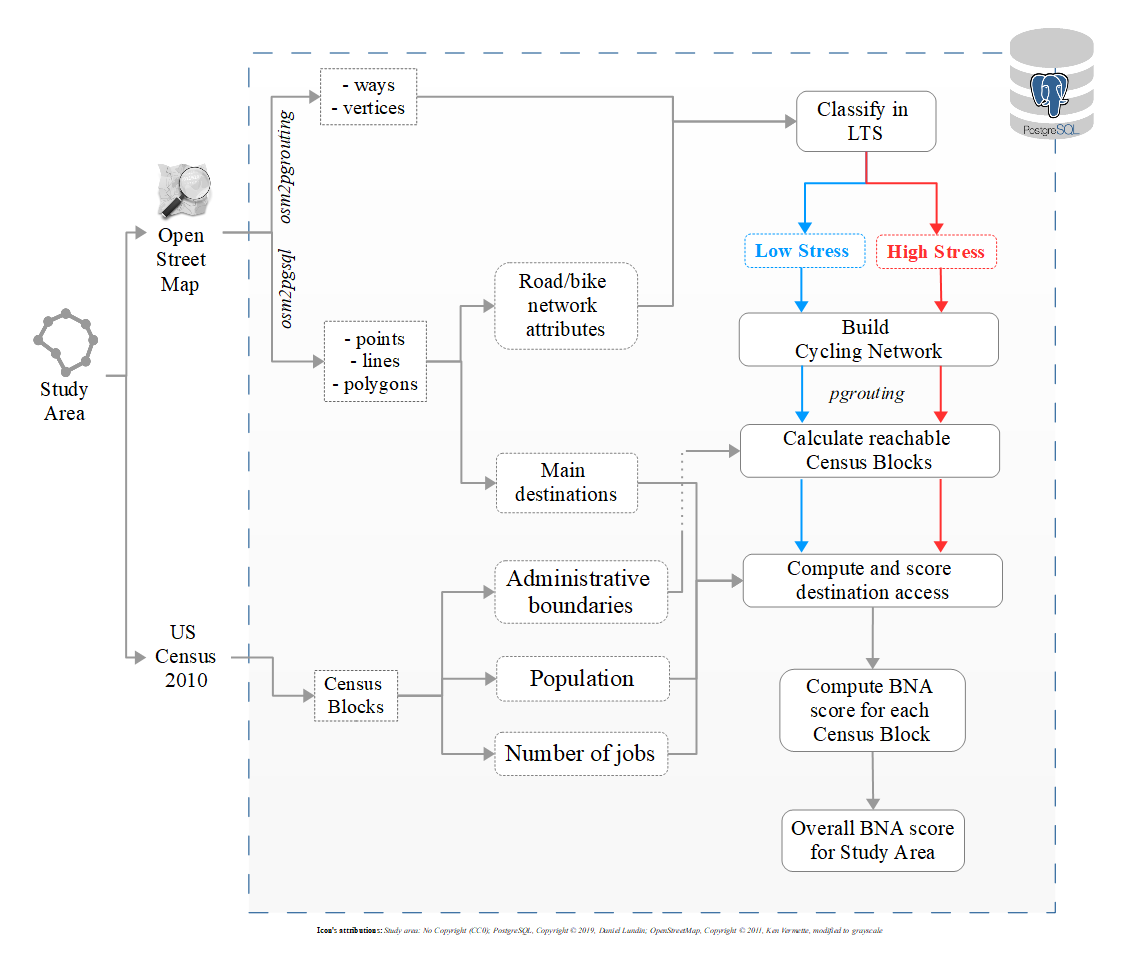 PostgreSQL
- ways
- vertices
Classify in
LTS
osm2pgrouting
Open
Street
Map
osm2pgsql
Low Stress
High Stress
Road/bike
network
attributes
Build
Cycling Network
- points
- lines
- polygons
pgrouting
Study
Area
Calculate reachable
Census Blocks
Main
destinations
Compute and score
destination access
Administrative
boundaries
US
Census
2010
Census
Blocks
Population
Compute BNA
score for each
Census Block
Number of jobs
Overall BNA score
for Study Area
Icon's attributions: Study area: No Copyright (CC0); PostgreSQL, Copyright © 2019, Daniel Lundin; OpenStreetMap, Copyright © 2011, Ken Vermette, modified to grayscale